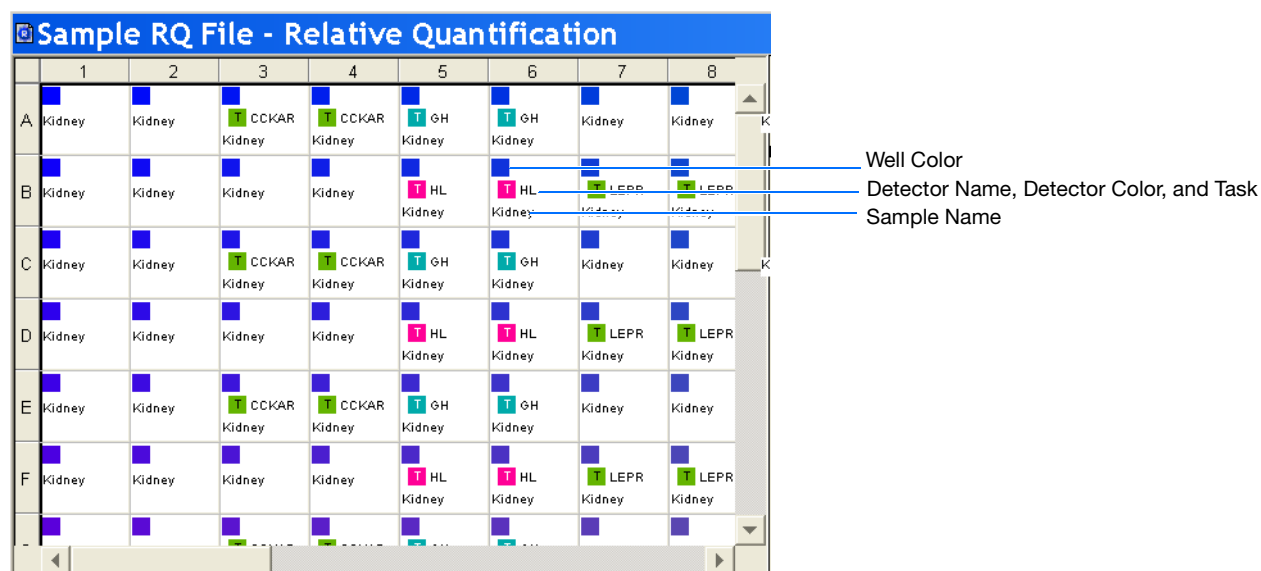 Sample RQ File - Relative Quantification
1 2 3 4 5 6 7 8
A
T CCKAR T CCKAR T GH T GH
Kidney Kidney Kidney Kidney Kidney Kidney Kidney Kidney
B
T HL T HL T LEPR T LEPR
Kidney Kidney Kidney Kidney Kidney Kidney Kidney Kidney
C
T CCKAR T CCKAR T GH T GH
Kidney Kidney Kidney Kidney Kidney Kidney Kidney Kidney
D
T HL T HL T LEPR T LEPR
Kidney Kidney Kidney Kidney Kidney Kidney Kidney Kidney
E
T CCKAR T CCKAR T GH T GH
Kidney Kidney Kidney Kidney Kidney Kidney Kidney Kidney
F
T HL T HL T LEPR T LEPR
Kidney Kidney Kidney Kidney Kidney Kidney Kidney Kidney
Well Color
Detector Name, Detector Color, and Task
Sample Name